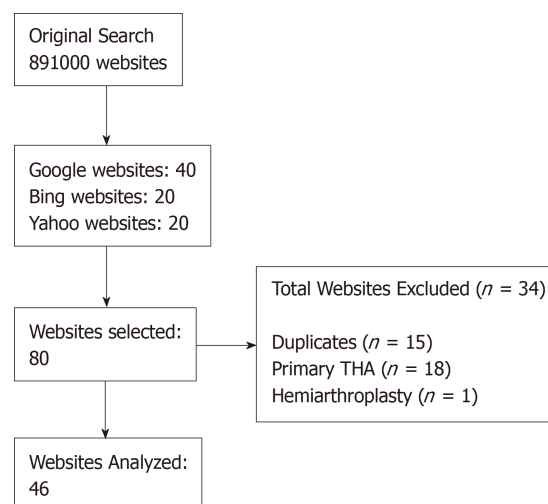 Original Search
891000 websites
Google websites: 40
Bing websites: 20
Yahoo websites: 20
Websites selected:
80
Total Websites Excluded (n = 34)
Duplicates (n = 15)
Primary THA (n = 18)
Hemiarthroplasty (n = 1)
Websites Analyzed:
46